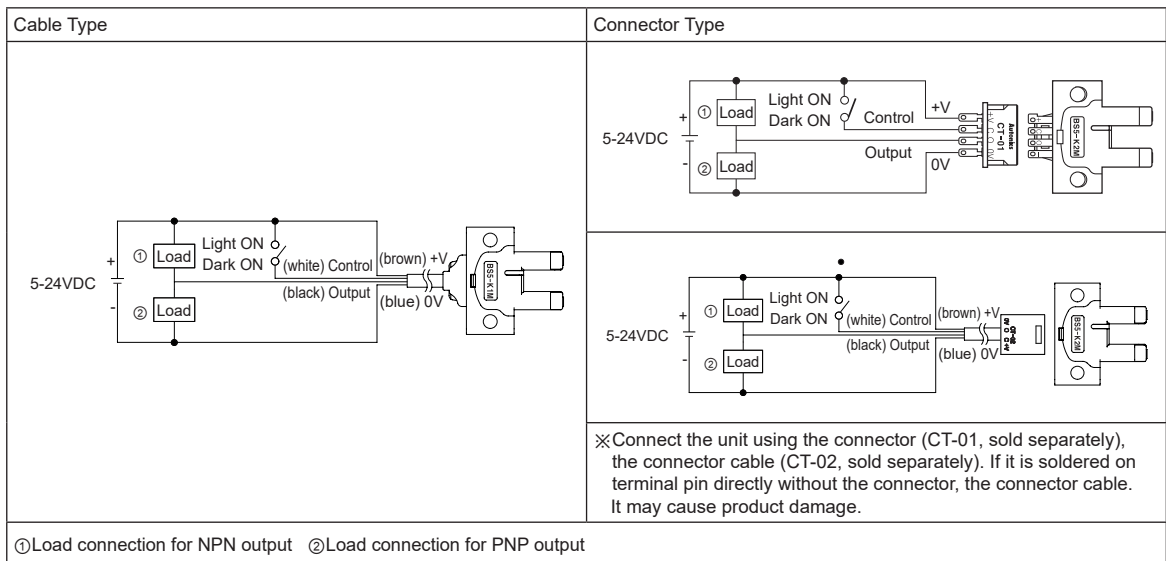 Cable Type
Connector Type
+
5-24VDC
-
① Load
② Load
Light ON
Dark ON
(white) Control
(black) Output
(brown) +V
(blue) 0V
BS5-K1M
+
5-24VDC
-
① Load
② Load
Light ON
Dark ON
Control
Output
+V
0V
Autonics
CT-01
BS5-K2M
+
5-24VDC
-
① Load
② Load
Light ON
Dark ON
(white) Control
(black) Output
(brown) +V
(blue) 0V
CT-02
BS5-K2M
※Connect the unit using the connector (CT-01, sold separately),
the connector cable (CT-02, sold separately). If it is soldered on
terminal pin directly without the connector, the connector cable.
It may cause product damage.
①Load connection for NPN output ②Load connection for PNP output